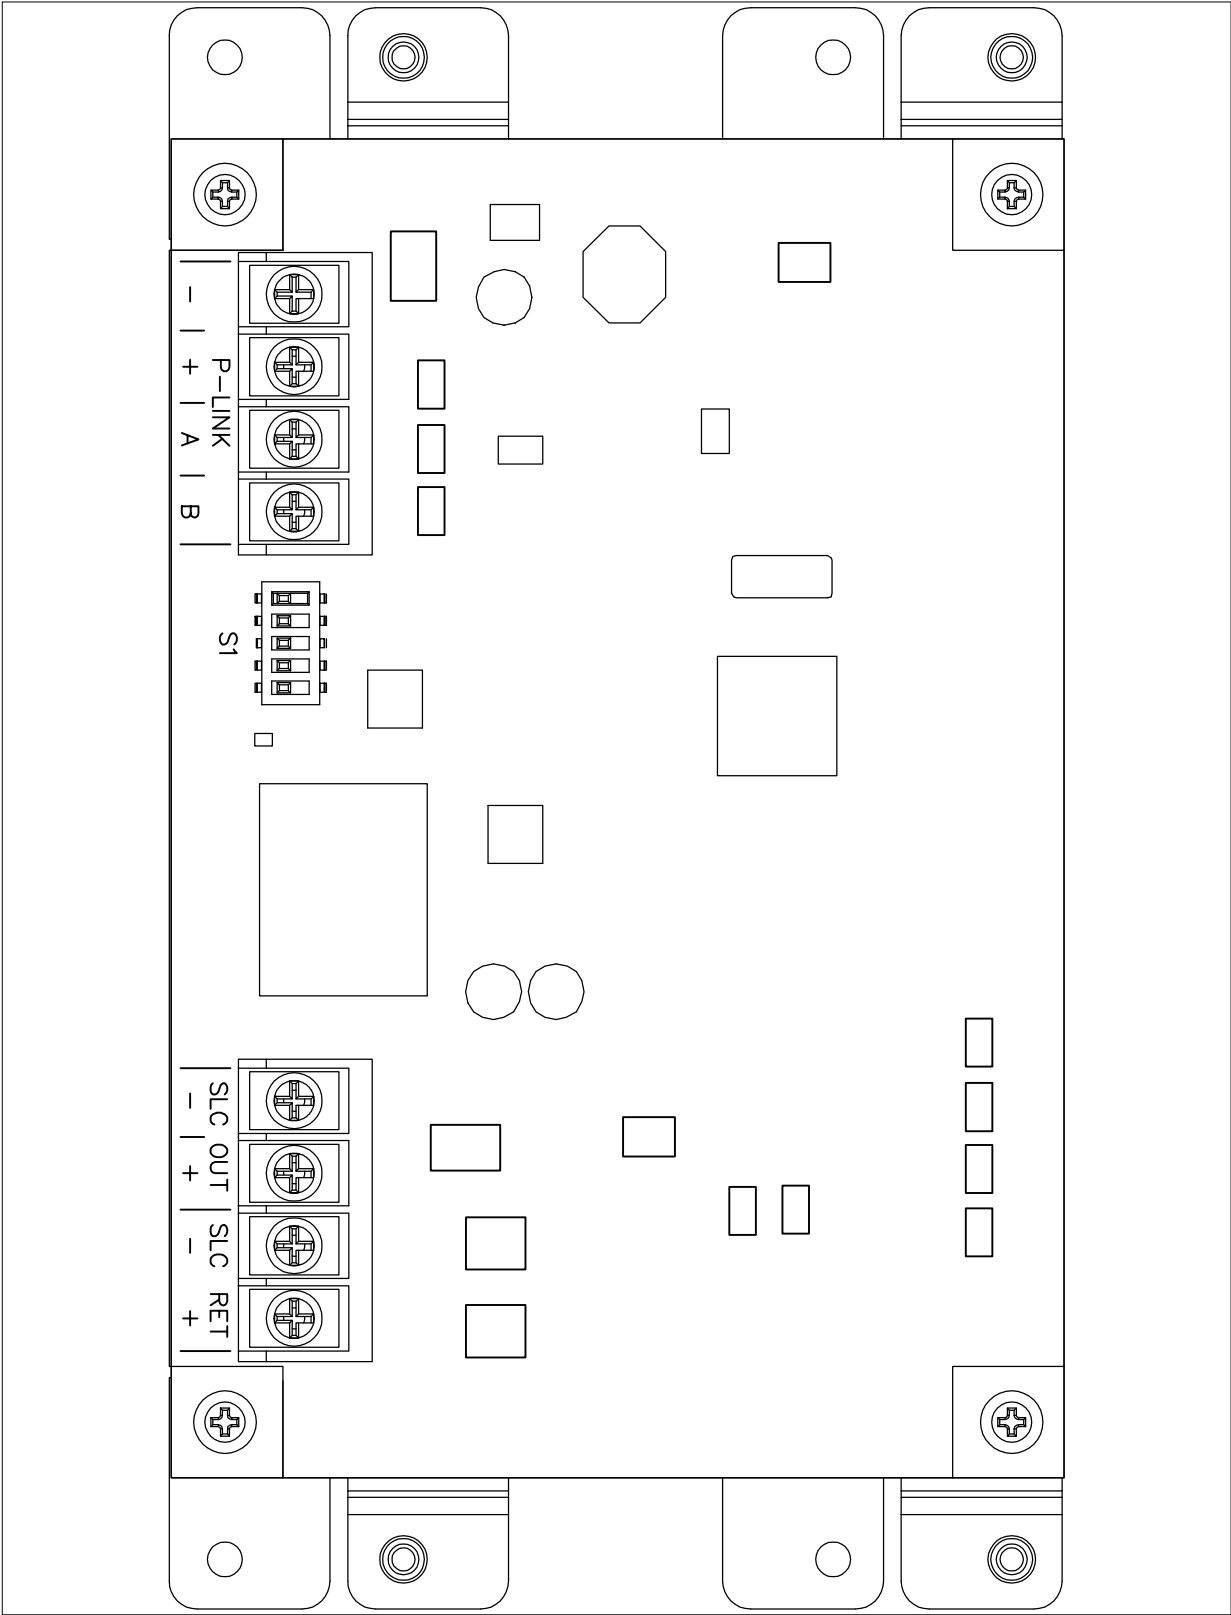 P-LINK
- + A B
S1
SLC OUT SLC RET
- + - +